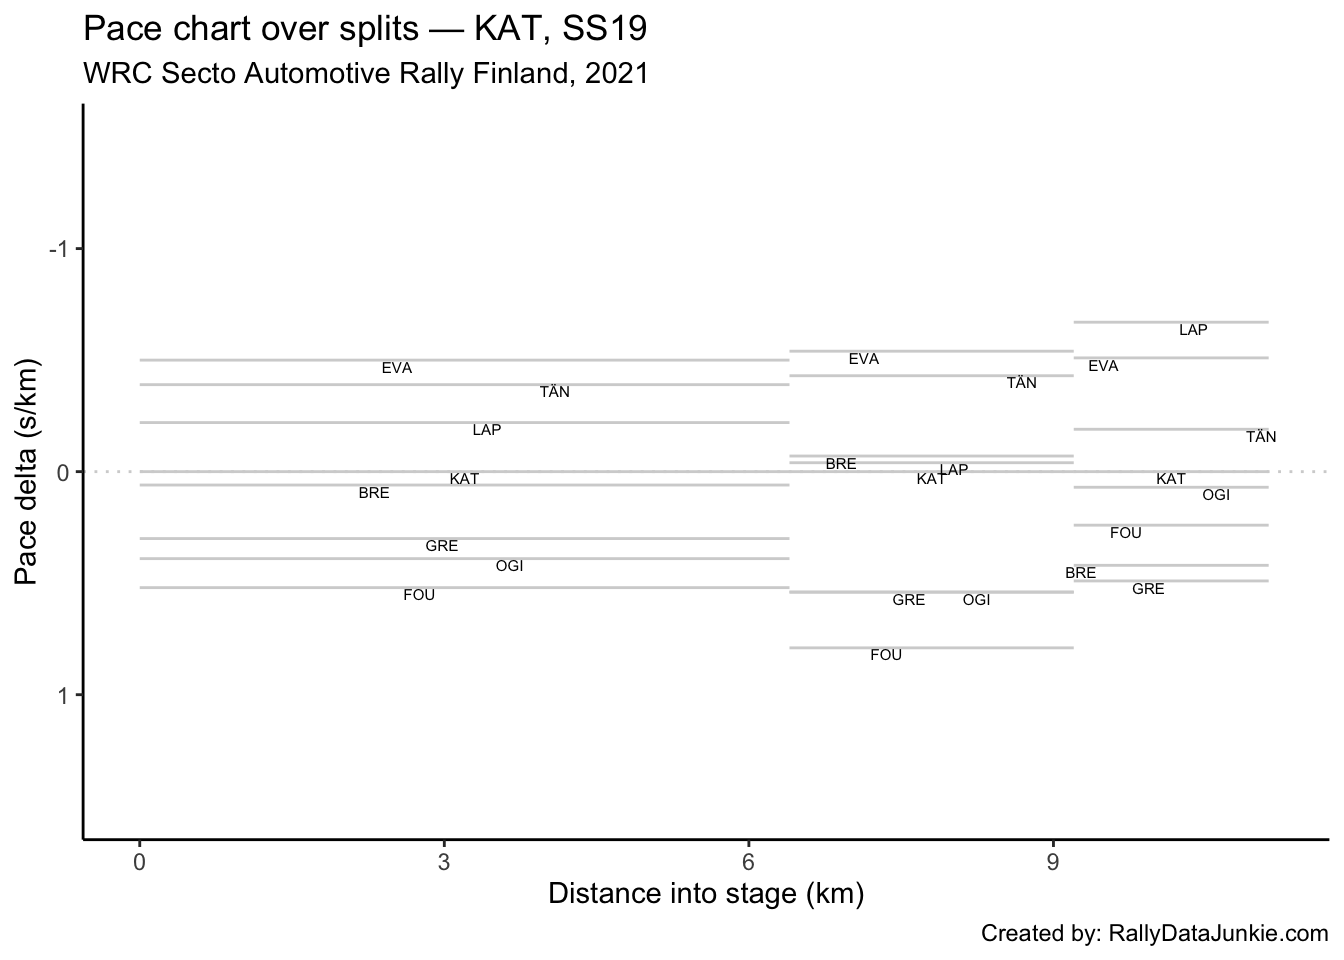 Pace chart over splits — KAT, SS19
WRC Secto Automotive Rally Finland, 2021
Pace delta (s/km)
-1
0
1
EVA
TÄN
LAP
KAT
BRE
GRE
OGI
FOU
EVA
TÄN
BRE
LAP
KAT
GRE
OGI
FOU
LAP
EVA
TÄN
KAT
OGI
FOU
BRE
GRE
0
3
6
9
Distance into stage (km)
Created by: RallyDataJunkie.com